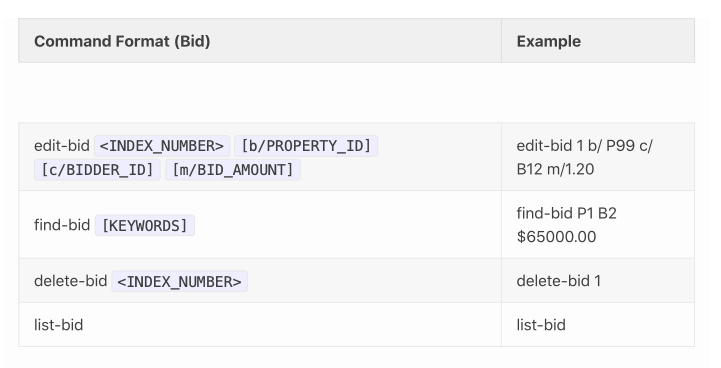 Command Format (Bid) Example
edit-bid <INDEX_NUMBER> [b/PROPERTY_ID]
[c/BIDDER_ID] [m/BID_AMOUNT]
edit-bid 1 b/ P99 c/
B12 m/1.20
find-bid [KEYWORDS]
find-bid P1 B2
$65000.00
delete-bid <INDEX_NUMBER> delete-bid 1
list-bid list-bid